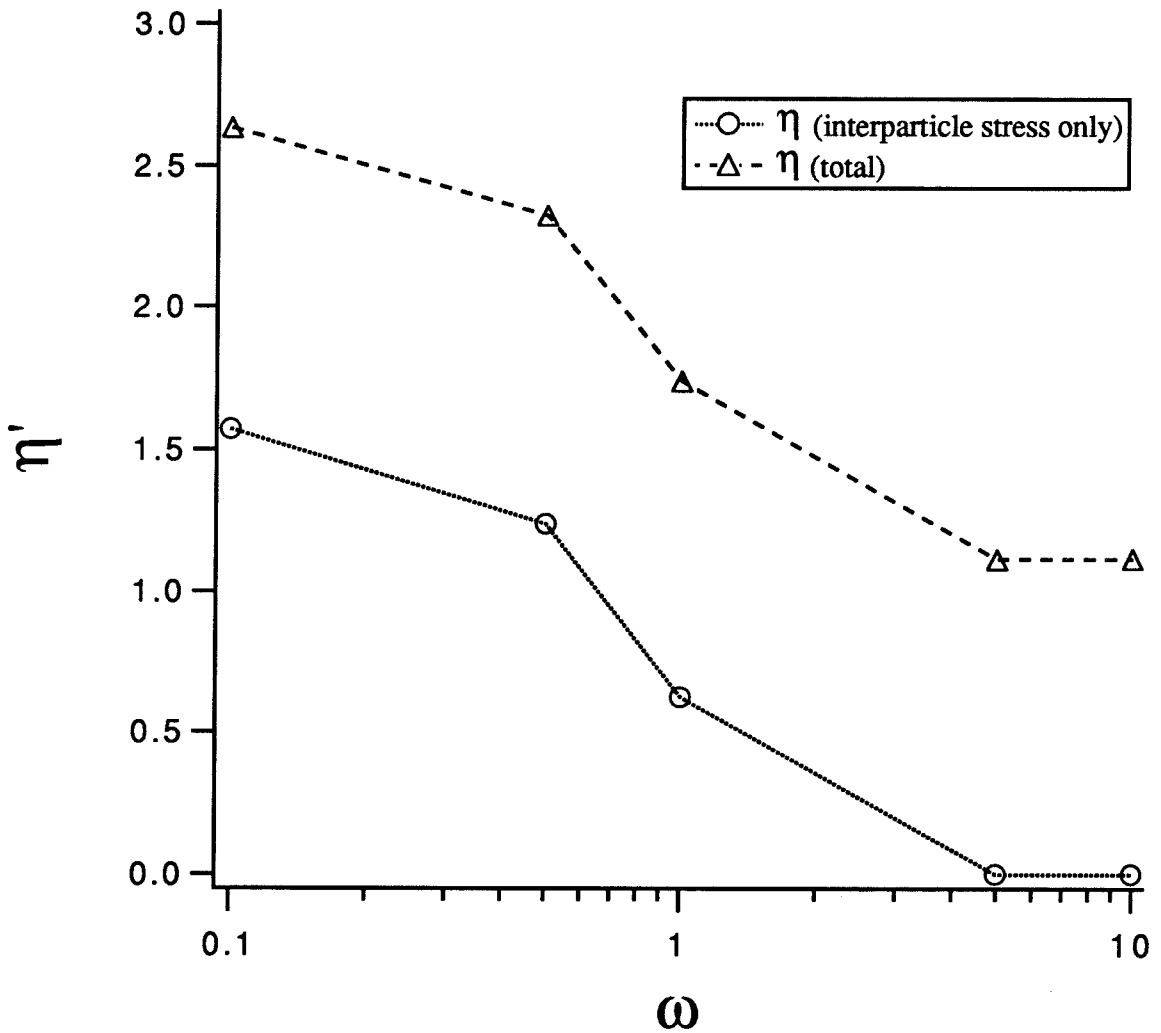 3.0
η (interparticle stress only)
η (total)
2.5
2.0
η'
1.5
1.0
0.5
0.0
0.1
1
10
ω